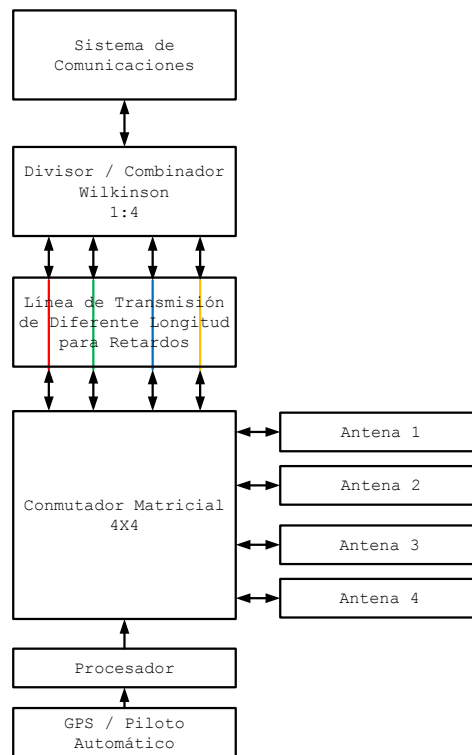 Sistema de
Comunicaciones
Divisor / Combinador
Wilkinson
1:4
Línea de Transmisión
de Diferente Longitud
para Retardos
Conmutador Matricial
4X4
Antena 1
Antena 2
Antena 3
Antena 4
Procesador
GPS / Piloto
Automático